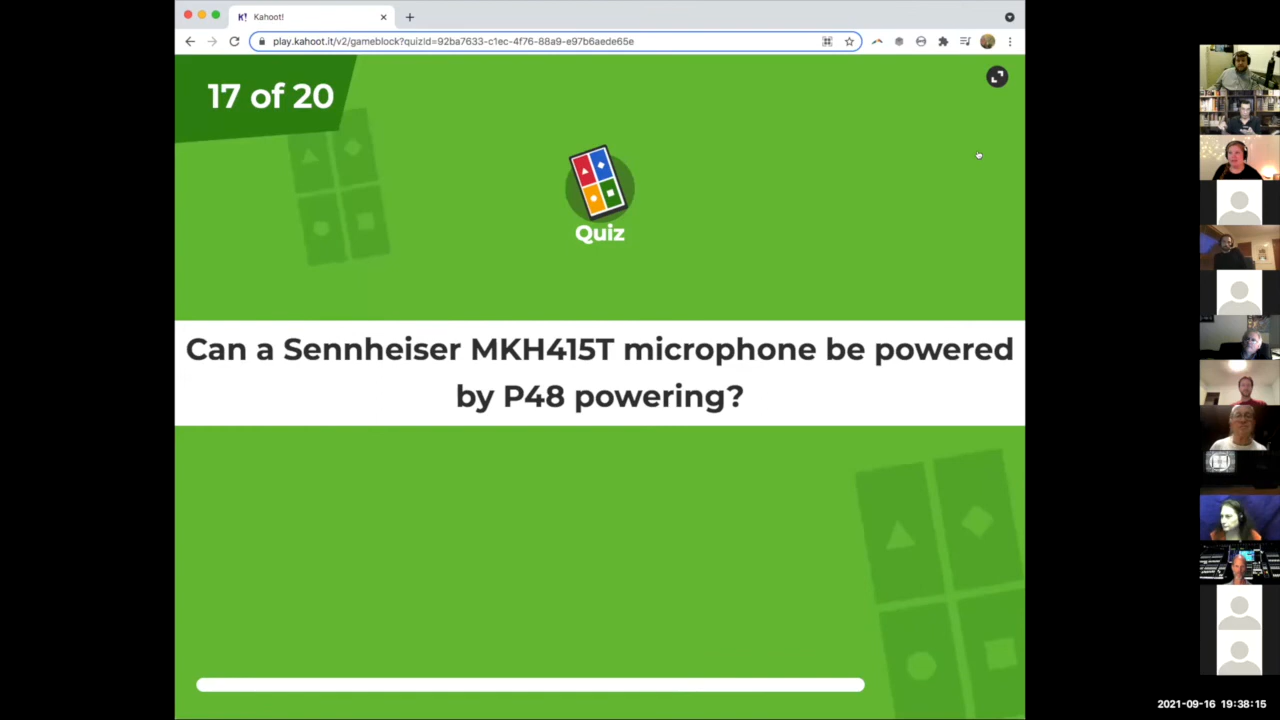 Kahoot!
play.kahoot.it/v2/gameblock?quizId=92ba7633-c1ec-4f76-88a9-e97b6aede65e
17 of 20
Quiz
Can a Sennheiser MKH415T microphone be powered
by P48 powering?
2021-09-16 19:38:15